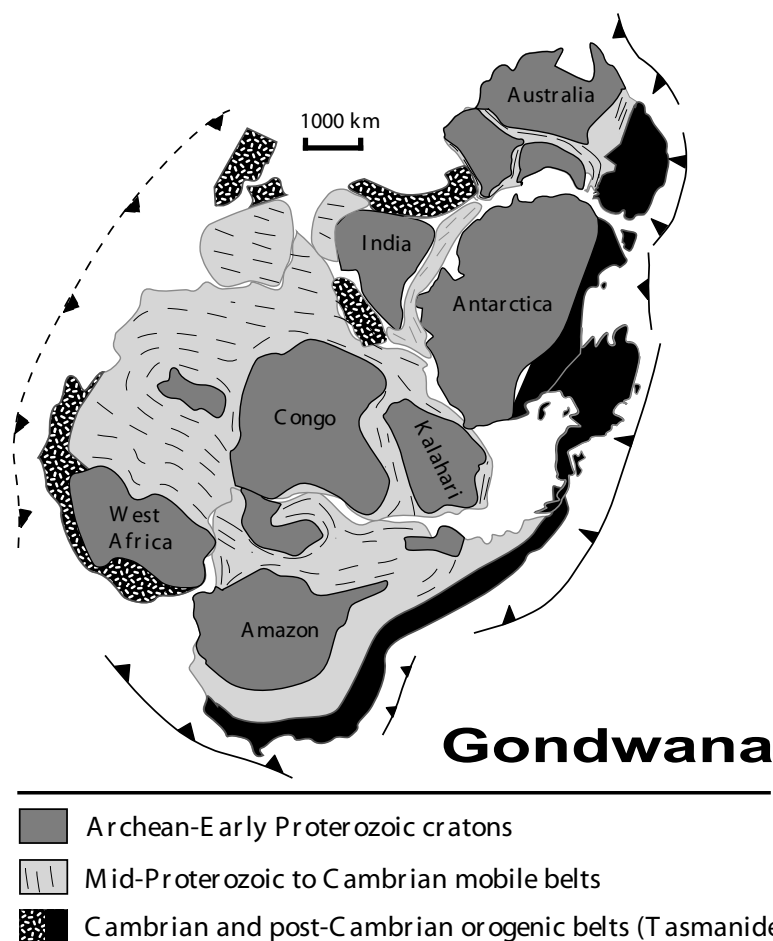 Australia
1000 km
India
Antarctica
Congo
Kalahari
West
Africa
Amazon
Gondwana
Archean-Early Proterozoic cratons
Mid-Proterozoic to Cambrian mobile belts
Cambrian and post-Cambrian orogenic belts (Tasmanide